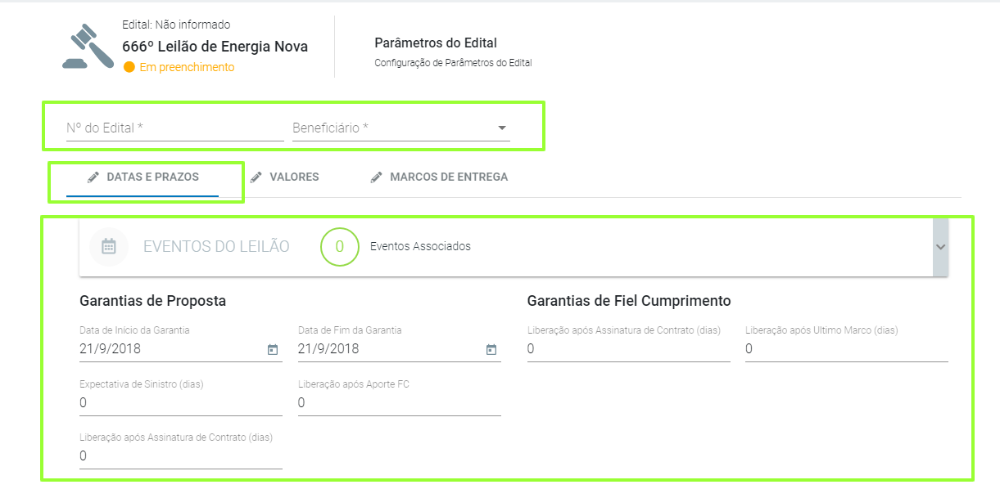 Edital: Não informado
666º Leilão de Energia Nova
Em preenchimento
Parâmetros do Edital
Configuração de Parâmetros do Edital
Nº do Edital *
Beneficiário *
DATAS E PRAZOS
VALORES
MARCOS DE ENTREGA
EVENTOS DO LEILÃO
0
Eventos Associados
Garantias de Proposta
Garantias de Fiel Cumprimento
Data de Início da Garantia
Data de Fim da Garantia
Liberação após Assinatura de Contrato (dias)
Liberação após Ultimo Marco (dias)
21/9/2018
21/9/2018
0
0
Expectativa de Sinistro (dias)
Liberação após Aporte FC
0
0
Liberação após Assinatura de Contrato (dias)
0